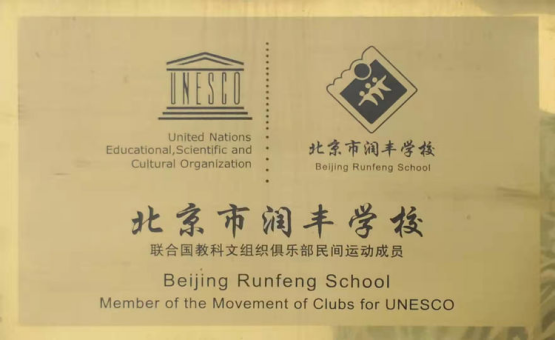 UNESCO
United Nations
Educational,Scientific and
Cultural Organization
北京市润丰学校
Beijing Runfeng School
北京市润丰学校
联合国教科文组织俱乐部民间运动成员
Beijing Runfeng School
Member of the Movement of Clubs for UNESCO